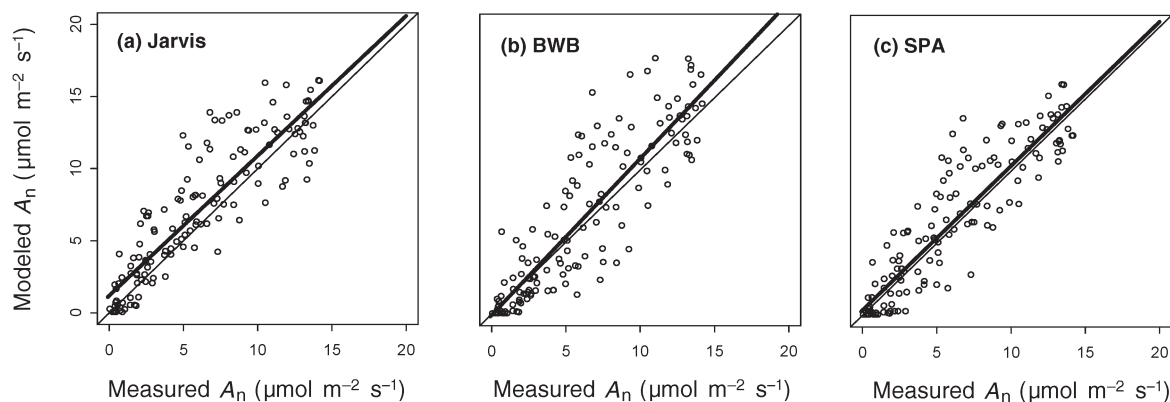 (a) Jarvis
(b) BWB
(c) SPA
Modeled Aₙ (μmol m⁻² s⁻¹)
20
15
10
5
0
0 5 10 15 20
0 5 10 15 20
0 5 10 15 20
Measured Aₙ (μmol m⁻² s⁻¹)
Measured Aₙ (μmol m⁻² s⁻¹)
Measured Aₙ (μmol m⁻² s⁻¹)